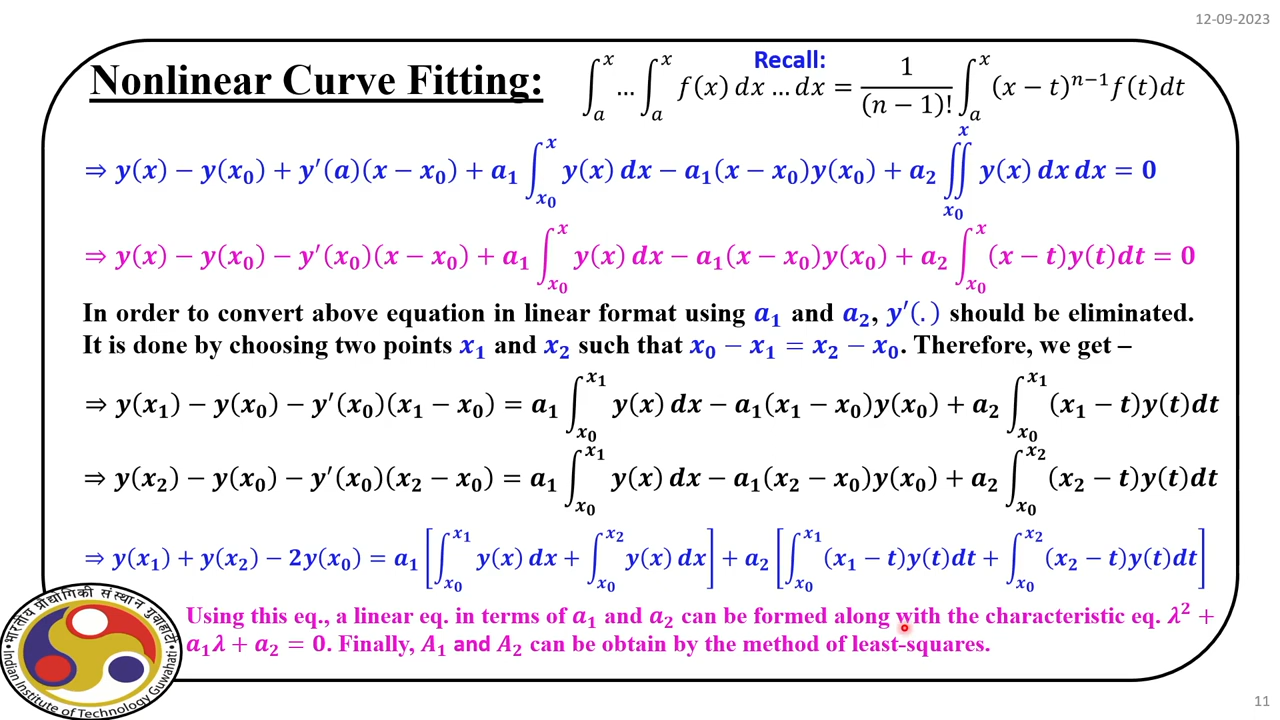 12-09-2023
Nonlinear Curve Fitting:
Recall:
∫ₐˣ … ∫ₐˣ f(x) dx … dx = 1/(n − 1)! ∫ₐˣ (x − t)ⁿ⁻¹ f(t)dt
⇒ y(x) − y(x₀) + y′(a)(x − x₀) + a₁ ∫_{x₀}^{x} y(x) dx − a₁(x − x₀)y(x₀) + a₂ ∬_{x₀}^{x} y(x) dx dx = 0
⇒ y(x) − y(x₀) − y′(x₀)(x − x₀) + a₁ ∫_{x₀}^{x} y(x) dx − a₁(x − x₀)y(x₀) + a₂ ∫_{x₀}^{x} (x − t)y(t)dt = 0
In order to convert above equation in linear format using a₁ and a₂, y′(.) should be eliminated.
It is done by choosing two points x₁ and x₂ such that x₀ − x₁ = x₂ − x₀. Therefore, we get –
⇒ y(x₁) − y(x₀) − y′(x₀)(x₁ − x₀) = a₁ ∫_{x₀}^{x₁} y(x) dx − a₁(x₁ − x₀)y(x₀) + a₂ ∫_{x₀}^{x₁} (x₁ − t)y(t)dt
⇒ y(x₂) − y(x₀) − y′(x₀)(x₂ − x₀) = a₁ ∫_{x₀}^{x₁} y(x) dx − a₁(x₂ − x₀)y(x₀) + a₂ ∫_{x₀}^{x₂} (x₂ − t)y(t)dt
⇒ y(x₁) + y(x₂) − 2y(x₀) = a₁ [∫_{x₀}^{x₁} y(x) dx + ∫_{x₀}^{x₂} y(x) dx] + a₂ [∫_{x₀}^{x₁} (x₁ − t)y(t)dt + ∫_{x₀}^{x₂} (x₂ − t)y(t)dt]
Using this eq., a linear eq. in terms of a₁ and a₂ can be formed along with the characteristic eq. λ² +
a₁λ + a₂ = 0. Finally, A₁ and A₂ can be obtain by the method of least-squares.
भारतीय प्रौद्योगिकी संस्थान गुवाहाटी
Indian Institute of Technology Guwahati
11